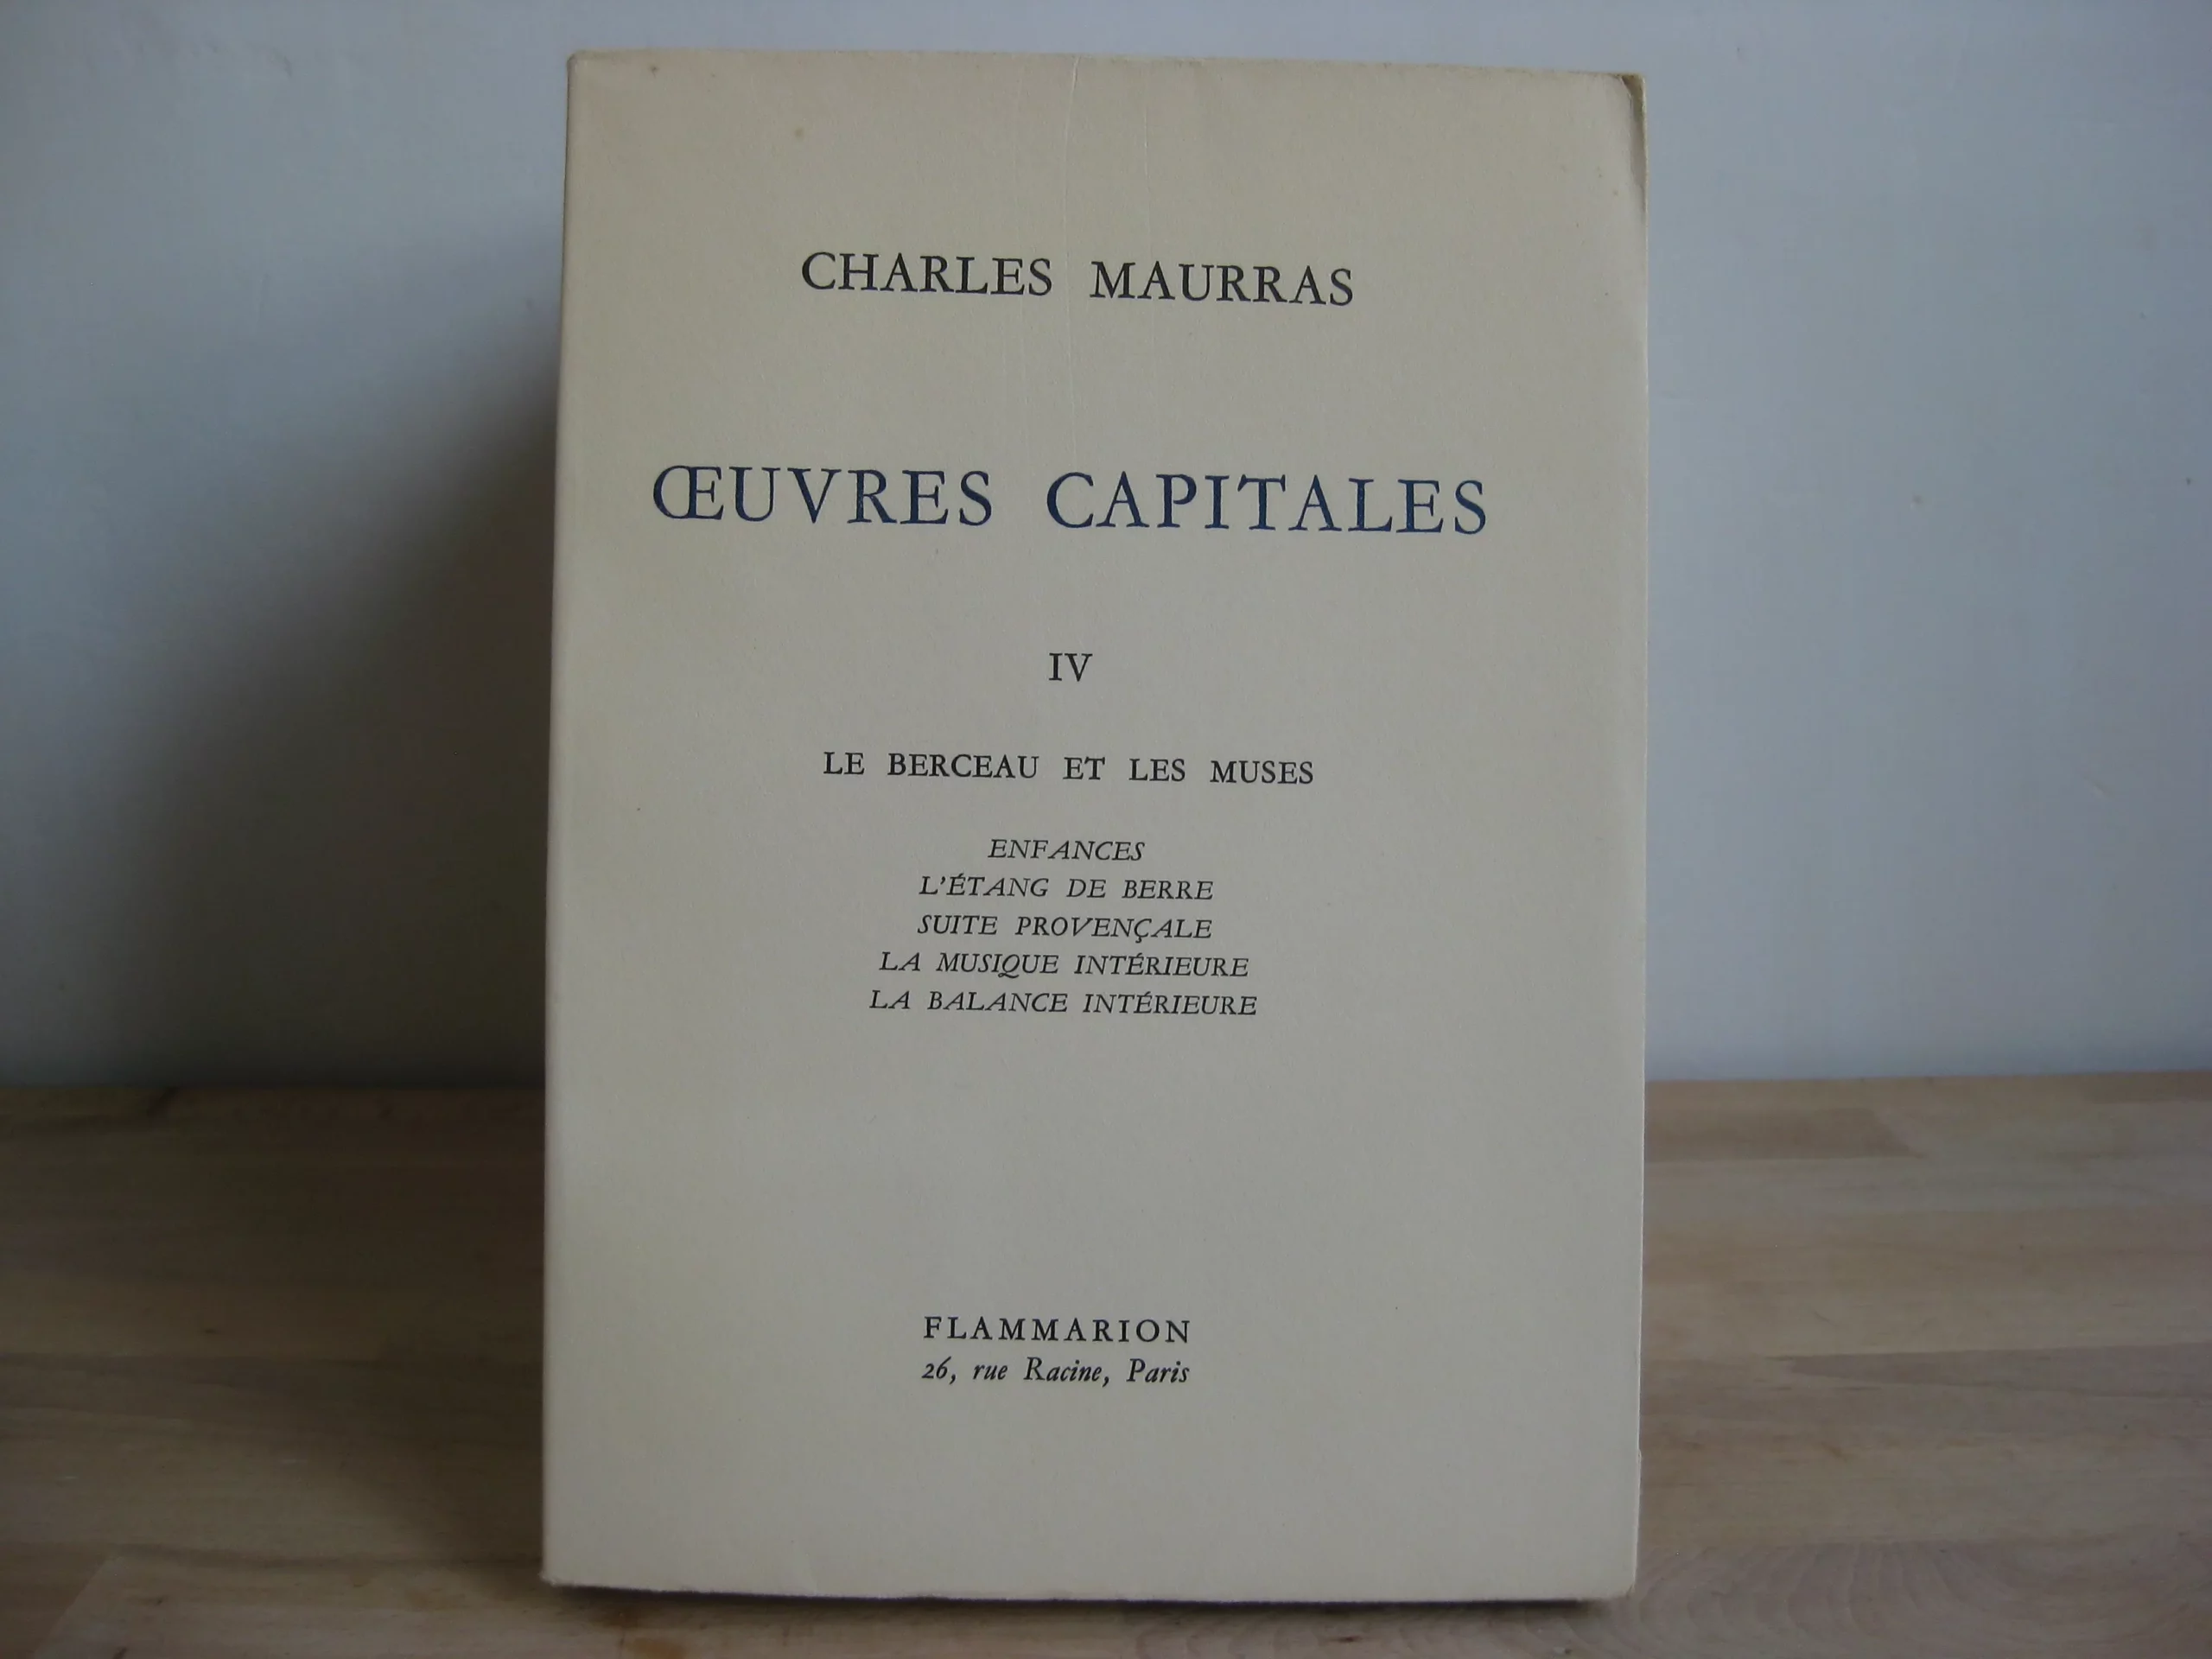 CHARLES MAURRAS
ŒUVRES CAPITALES
IV
LE BERCEAU ET LES MUSES
ENFANCES
L'ÉTANG DE BERRE
SUITE PROVENÇALE
LA MUSIQUE INTÉRIEURE
LA BALANCE INTÉRIEURE
FLAMMARION
26, rue Racine, Paris